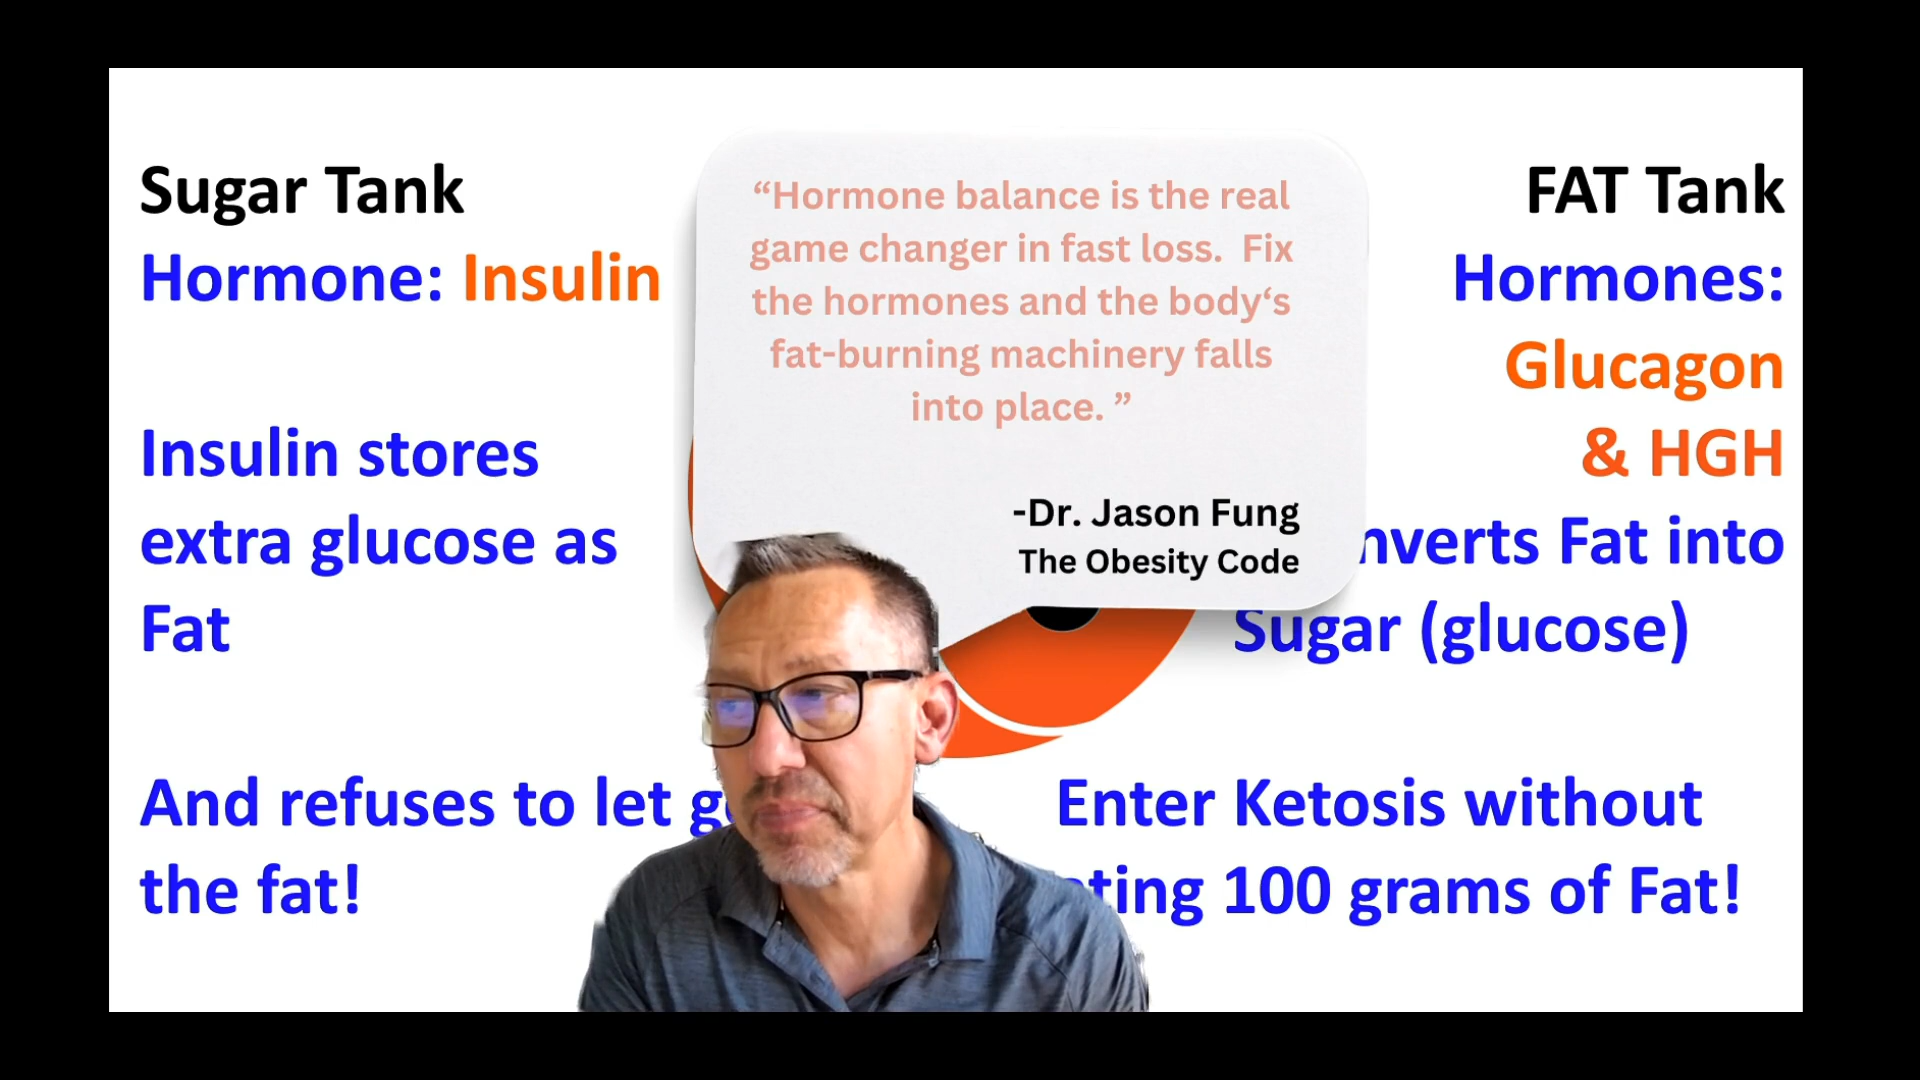 Sugar Tank
Hormone: Insulin
Insulin stores
extra glucose as
Fat
And refuses to let
the fat!
“Hormone balance is the real
game changer in fast loss.  Fix
the hormones and the body‘s
fat-burning machinery falls
into place. ”
-Dr. Jason Fung
The Obesity Code
FAT Tank
Hormones:
Glucagon
& HGH
Fat into
Sugar (glucose)
Enter Ketosis without
100 grams of Fat!